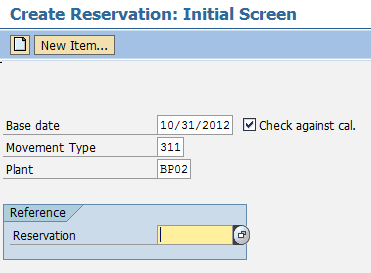 Create Reservation: Initial Screen
New Item...
Base date 10/31/2012 Check against cal.
Movement Type 311
Plant BP02
Reference
Reservation